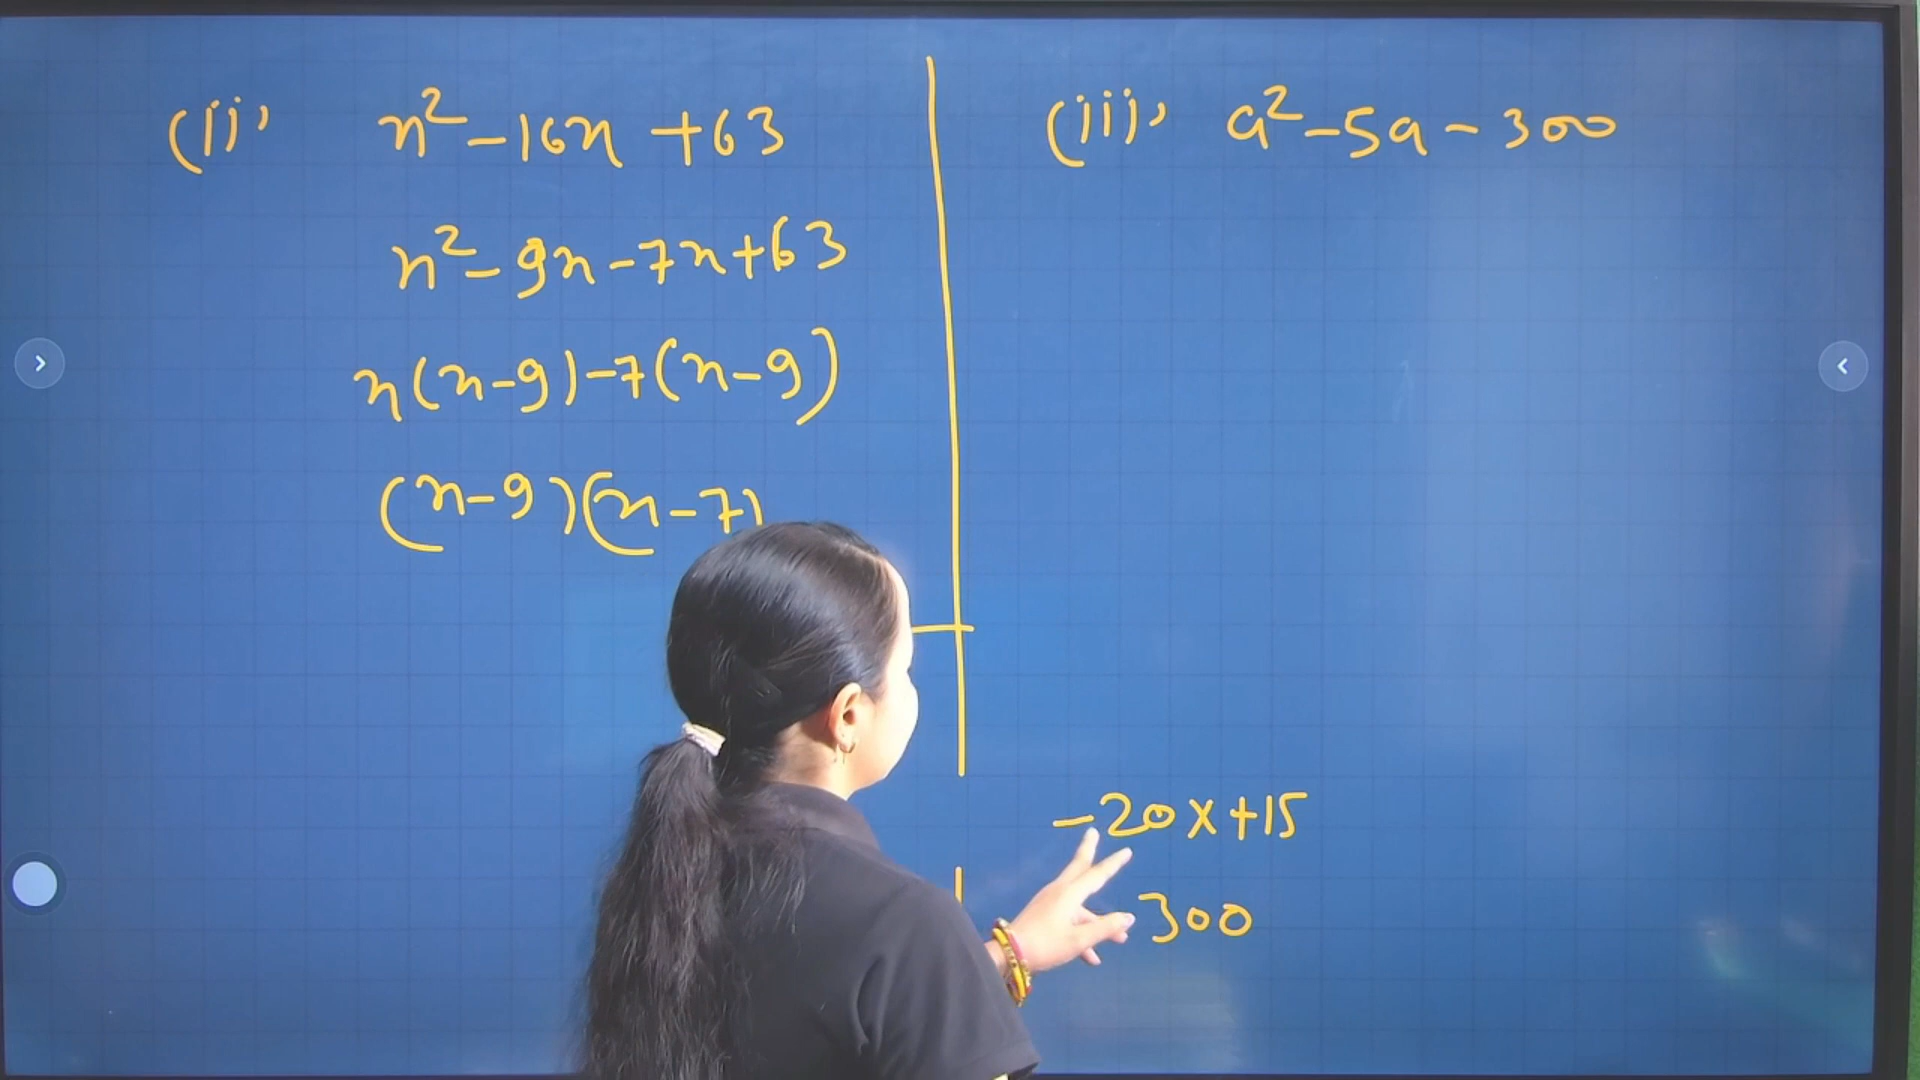 (ii) x² - 16x + 63
x² - 9x - 7x + 63
x(x-9) - 7(x-9)
(x-9)(x-7)
(iii) a² - 5a - 300
-20 x +15
300